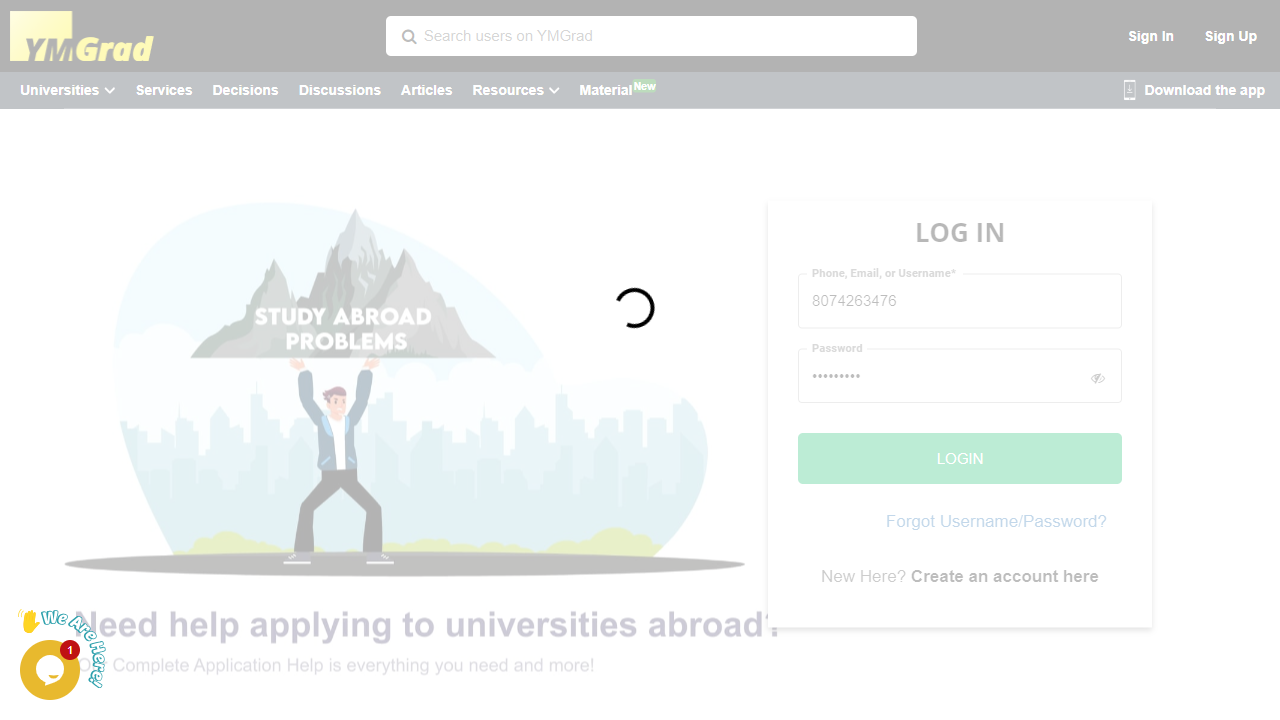 YMGrad
Search users on YMGrad
Sign In
Sign Up
Universities
Services
Decisions
Discussions
Articles
Resources
Material New
Download the app
STUDY ABROAD
PROBLEMS
LOG IN
Phone, Email, or Username*
8074263476
Password
•••••••••
LOGIN
Forgot Username/Password?
New Here? Create an account here
Need help applying to universities abroad?
Complete Application Help is everything you need and more!
We Are Here!
1